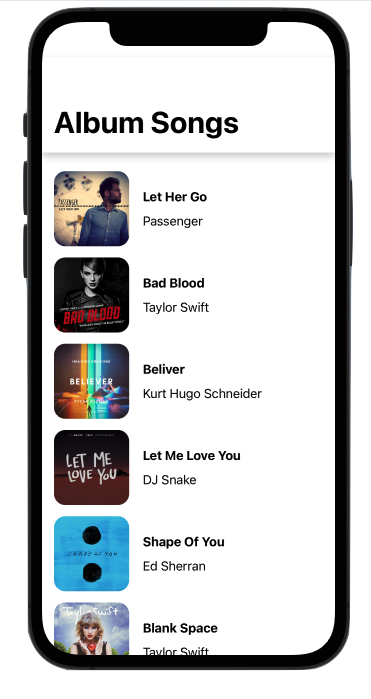 Album Songs
PASSENGER
Let Her Go
Passenger
BAD BLOOD
Bad Blood
Taylor Swift
BELIEVER
Beliver
Kurt Hugo Schneider
LET ME
LOVE YOU
Let Me Love You
DJ Snake
SHAPE OF YOU
Shape Of You
Ed Sherran
Taylor Swift
Blank Space
Taylor Swift